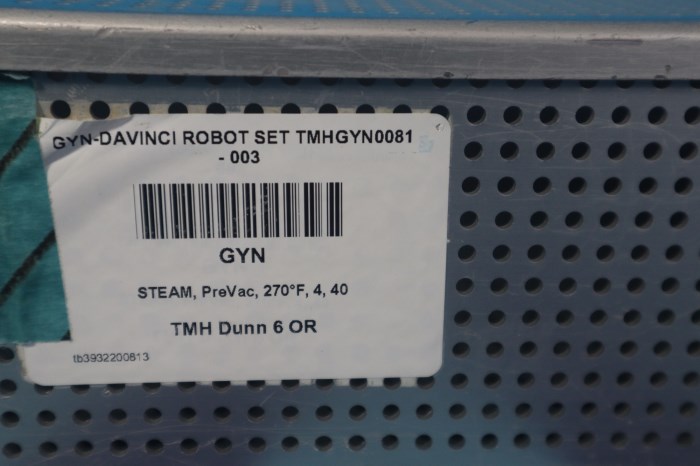 GYN-DAVINCI ROBOT SET TMHGYN0081
- 003
GYN
STEAM, PreVac, 270°F, 4, 40
TMH Dunn 6 OR
tb3932200813